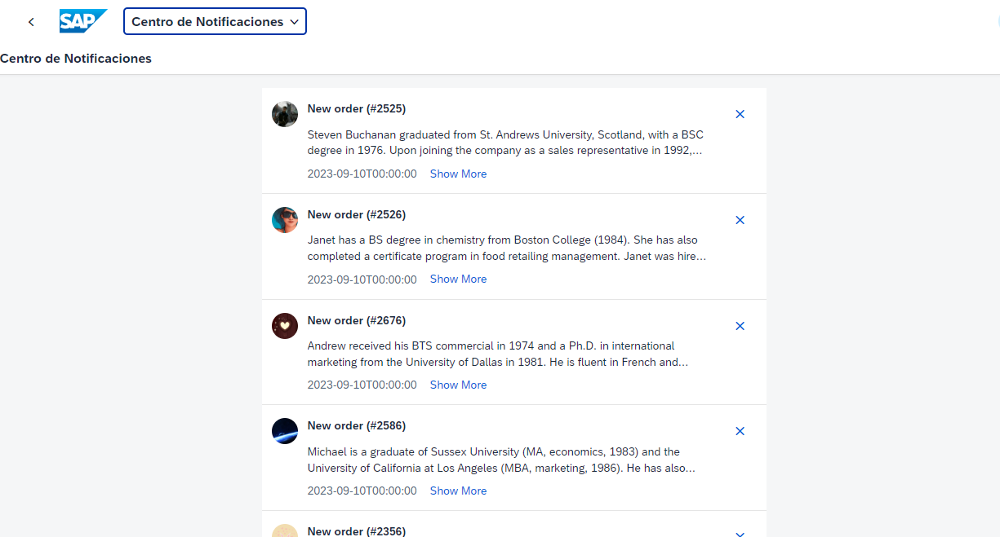 SAP
Centro de Notificaciones
Centro de Notificaciones
New order (#2525)
Steven Buchanan graduated from St. Andrews University, Scotland, with a BSC
degree in 1976. Upon joining the company as a sales representative in 1992,...
2023-09-10T00:00:00 Show More
New order (#2526)
Janet has a BS degree in chemistry from Boston College (1984). She has also
completed a certificate program in food retailing management. Janet was hire...
2023-09-10T00:00:00 Show More
New order (#2676)
Andrew received his BTS commercial in 1974 and a Ph.D. in international
marketing from the University of Dallas in 1981. He is fluent in French and...
2023-09-10T00:00:00 Show More
New order (#2586)
Michael is a graduate of Sussex University (MA, economics, 1983) and the
University of California at Los Angeles (MBA, marketing, 1986). He has also...
2023-09-10T00:00:00 Show More
New order (#2356)